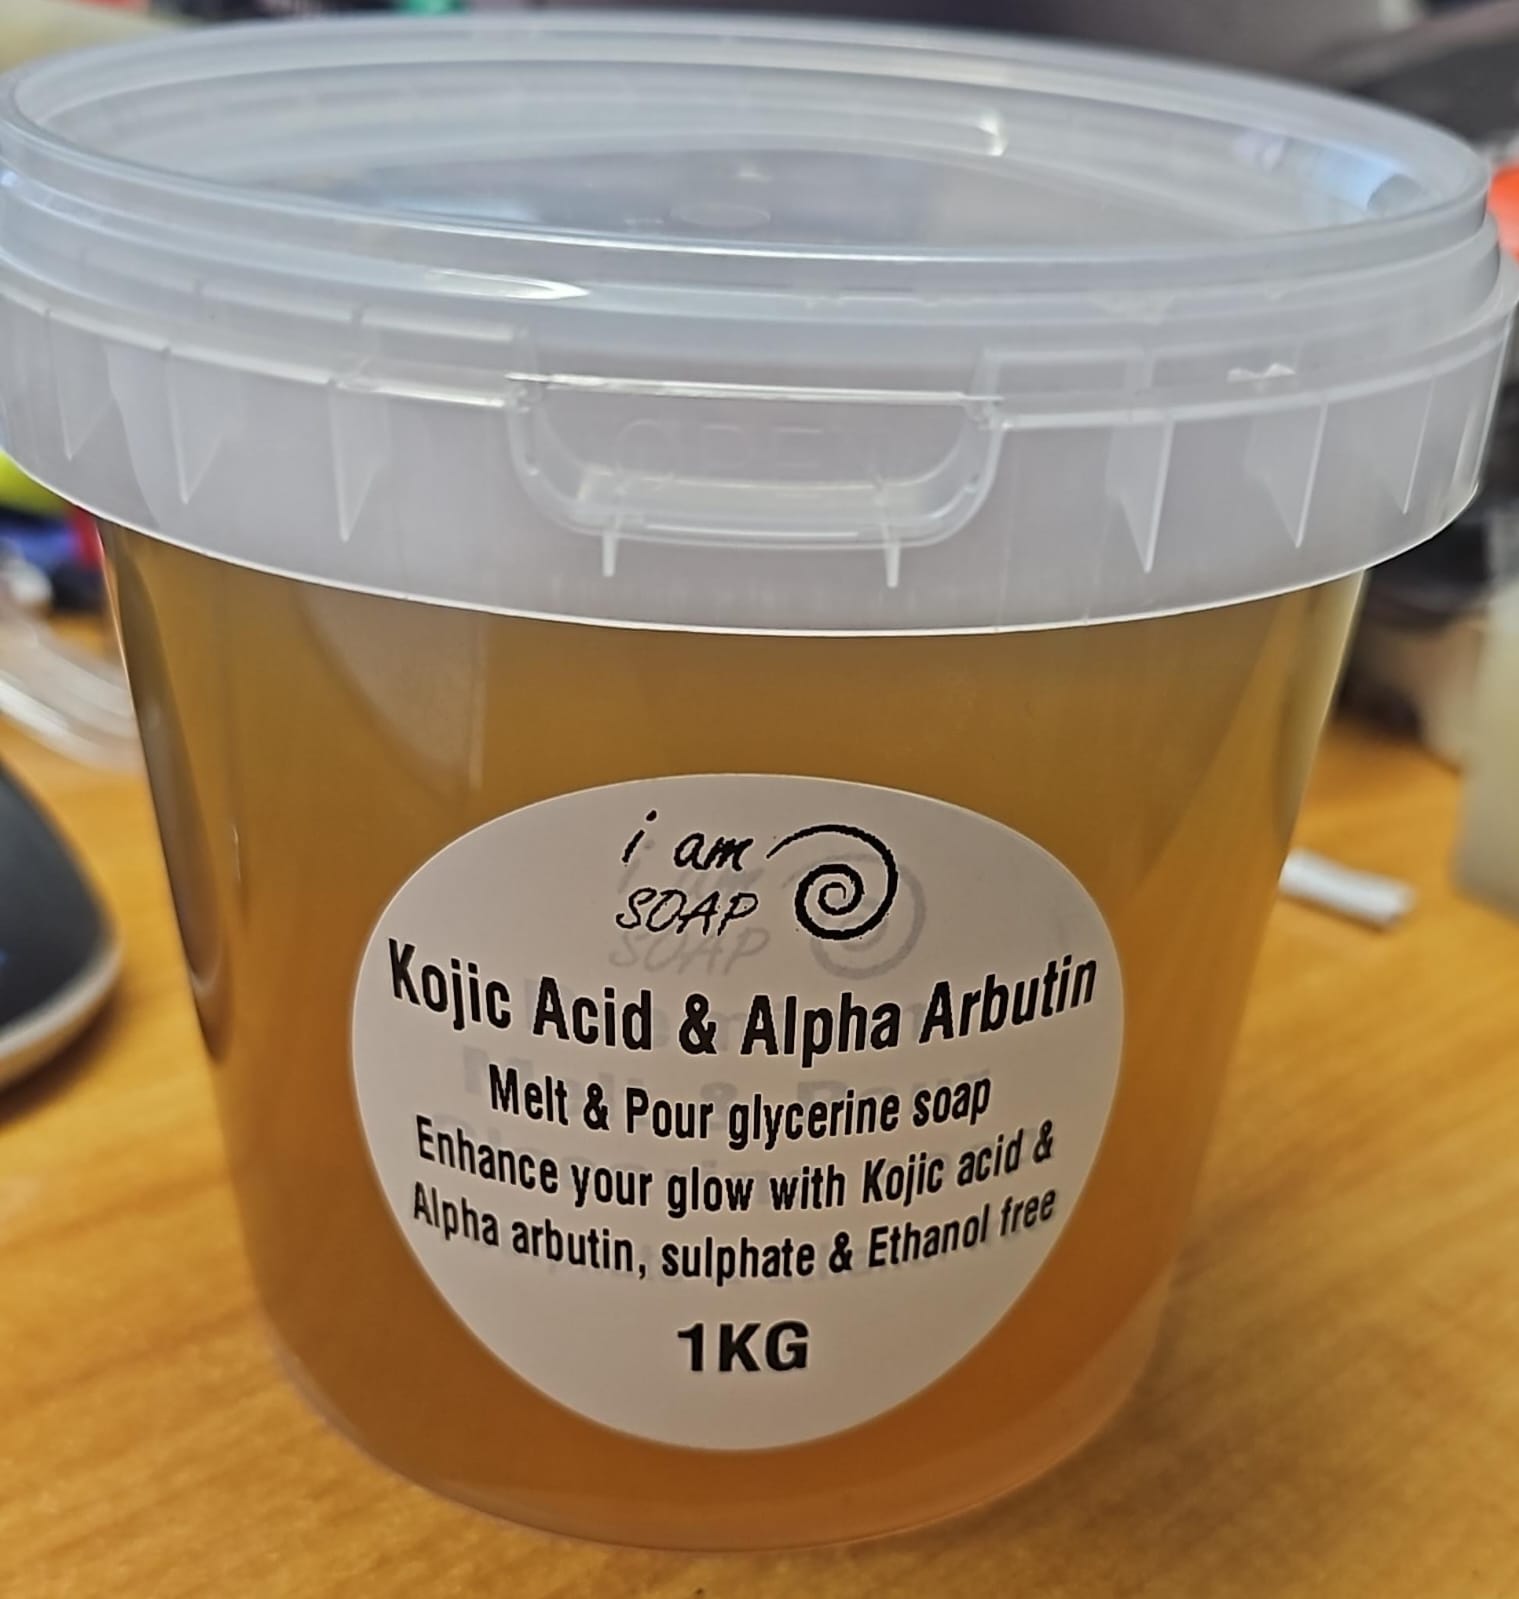 OPEN
i am
SOAP
Kojic Acid & Alpha Arbutin
Melt & Pour glycerine soap
Enhance your glow with Kojic acid &
Alpha arbutin, sulphate & Ethanol free
1KG